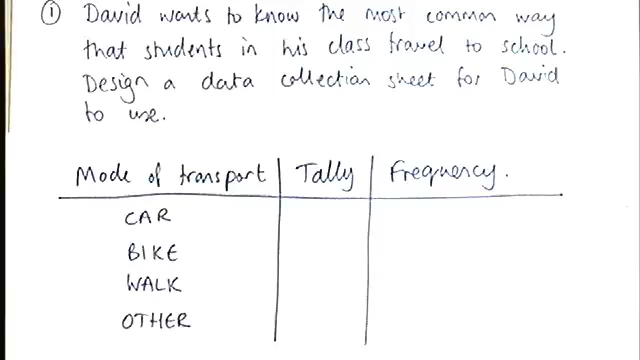 ① David wants to know the most common way
that students in his class travel to school.
Design a data collection sheet for David
to use.
Mode of transport Tally Frequency.
CAR
BIKE
WALK
OTHER